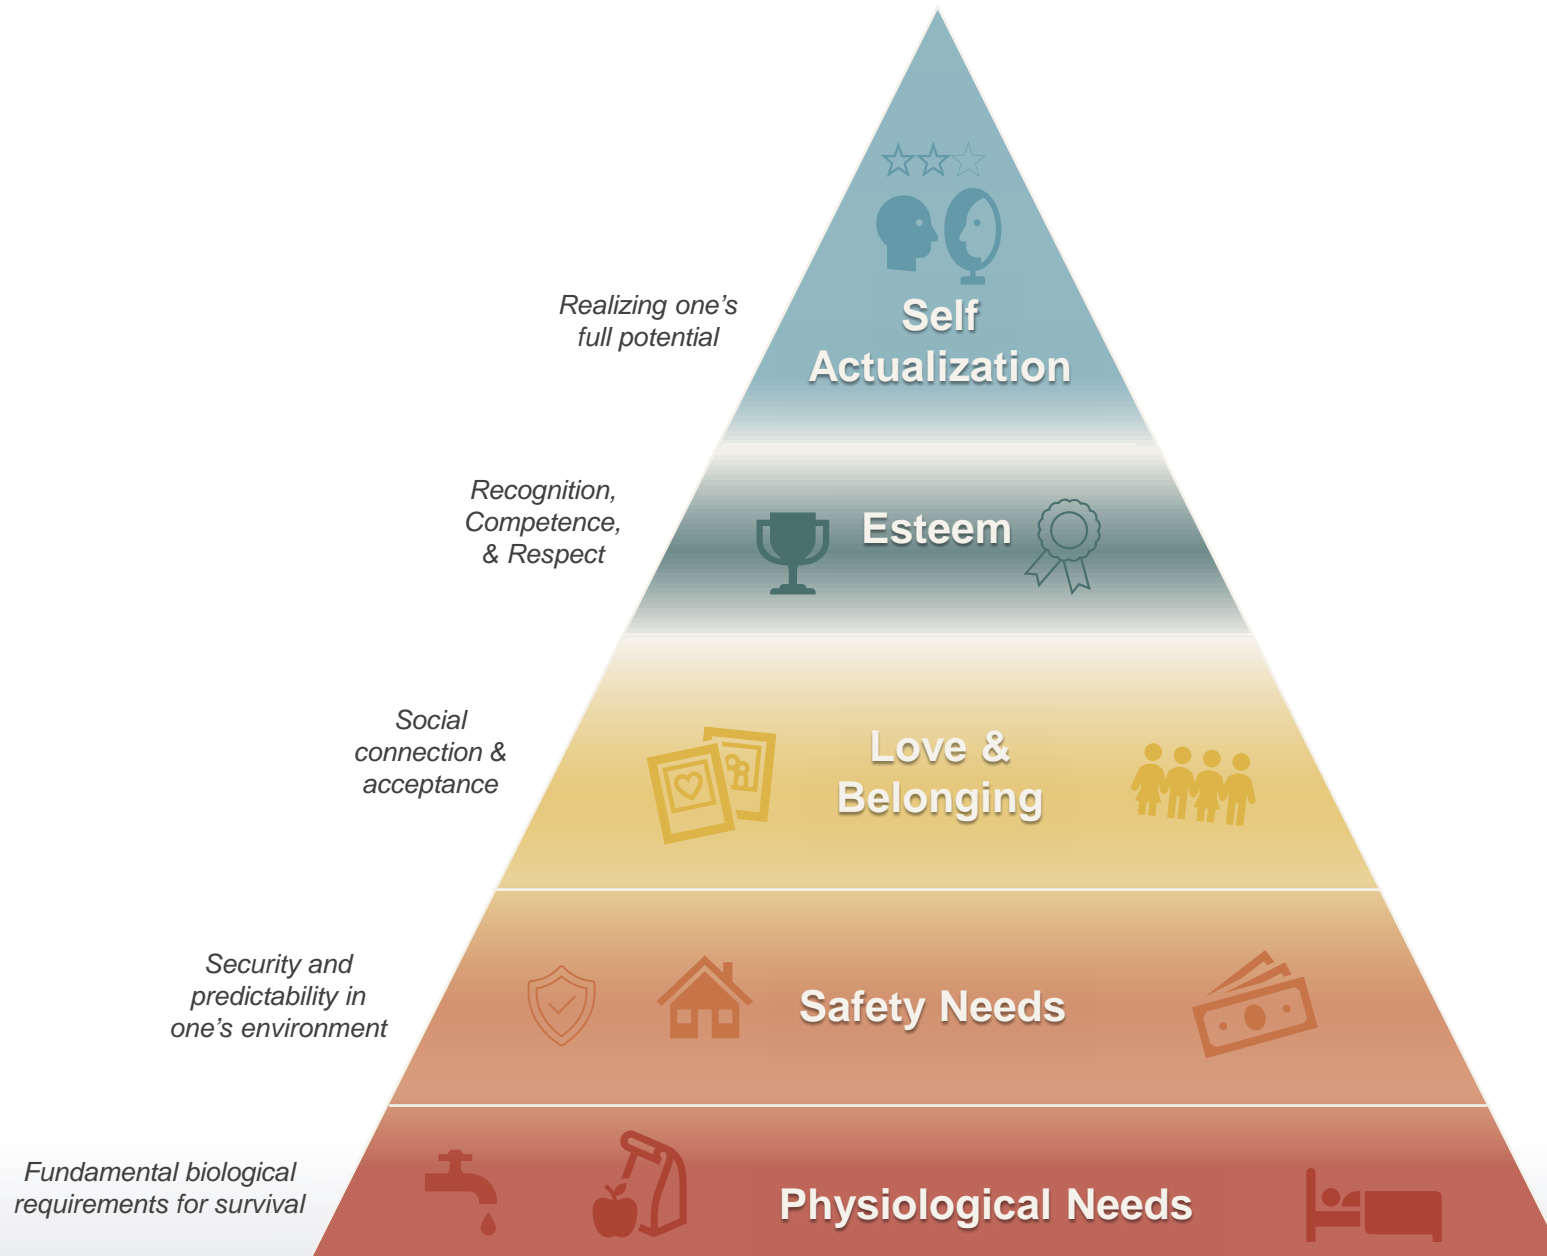 Realizing one’s
full potential
Self
Actualization
Recognition,
Competence,
& Respect
Esteem
Social
connection &
acceptance
Love &
Belonging
Security and
predictability in
one’s environment
Safety Needs
Fundamental biological
requirements for survival
Physiological Needs